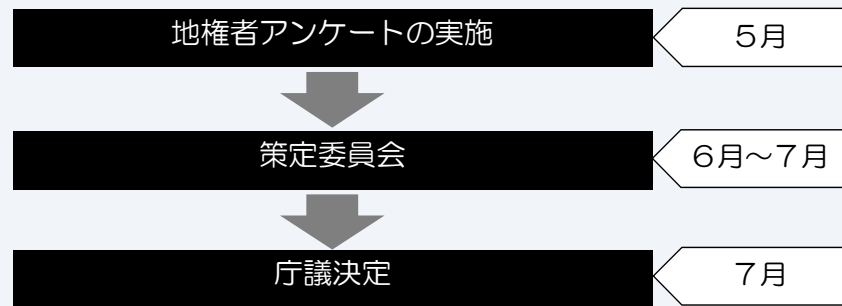 地権者アンケートの実施
５月
策定委員会
６月～７月
庁議決定
７月